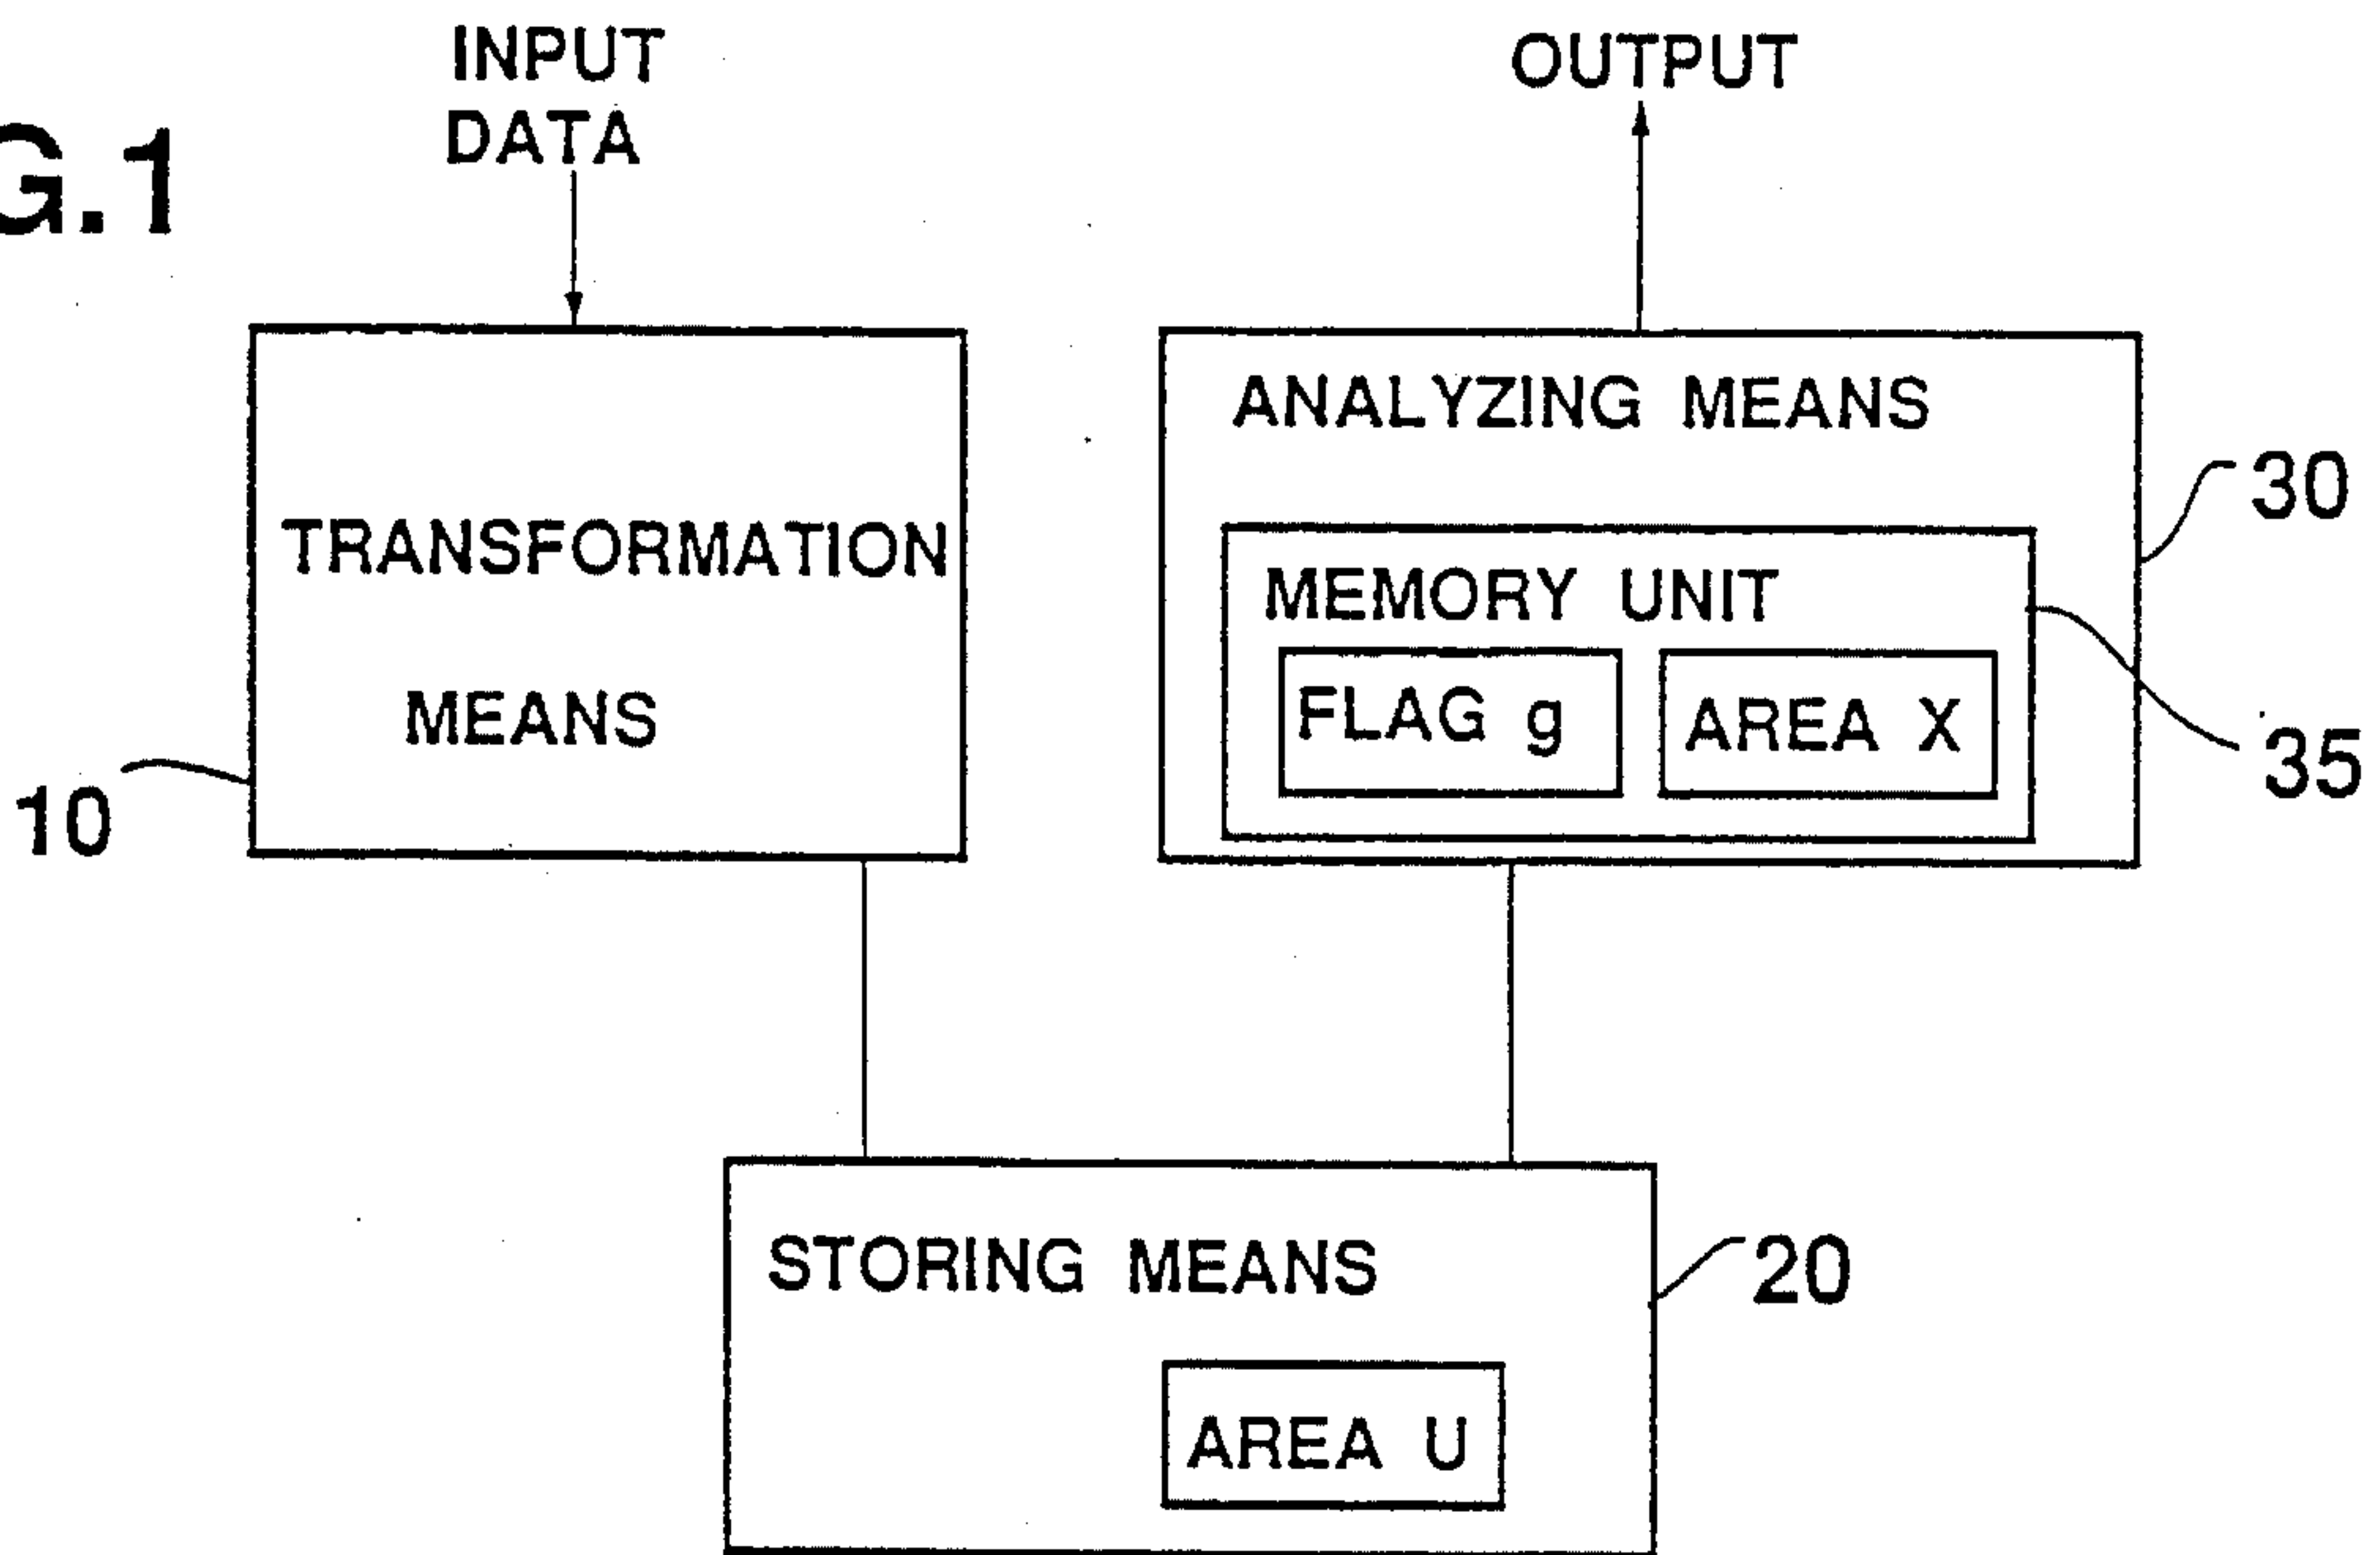 G.1
INPUT
DATA
OUTPUT
TRANSFORMATION
MEANS
10
ANALYZING MEANS
30
MEMORY UNIT
FLAG g
AREA X
35
STORING MEANS
20
AREA U